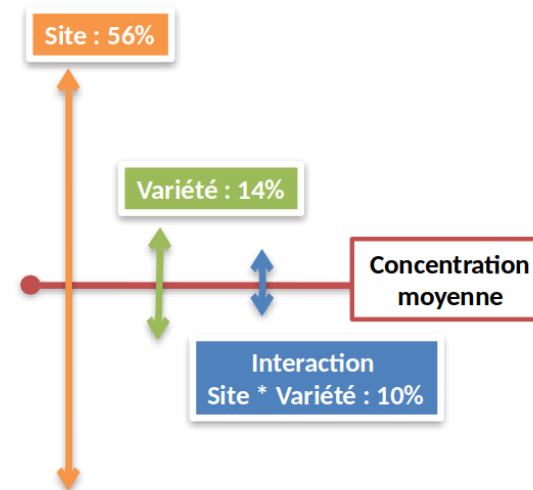 Site : 56%
Variété : 14%
Concentration
moyenne
Interaction
Site * Variété : 10%